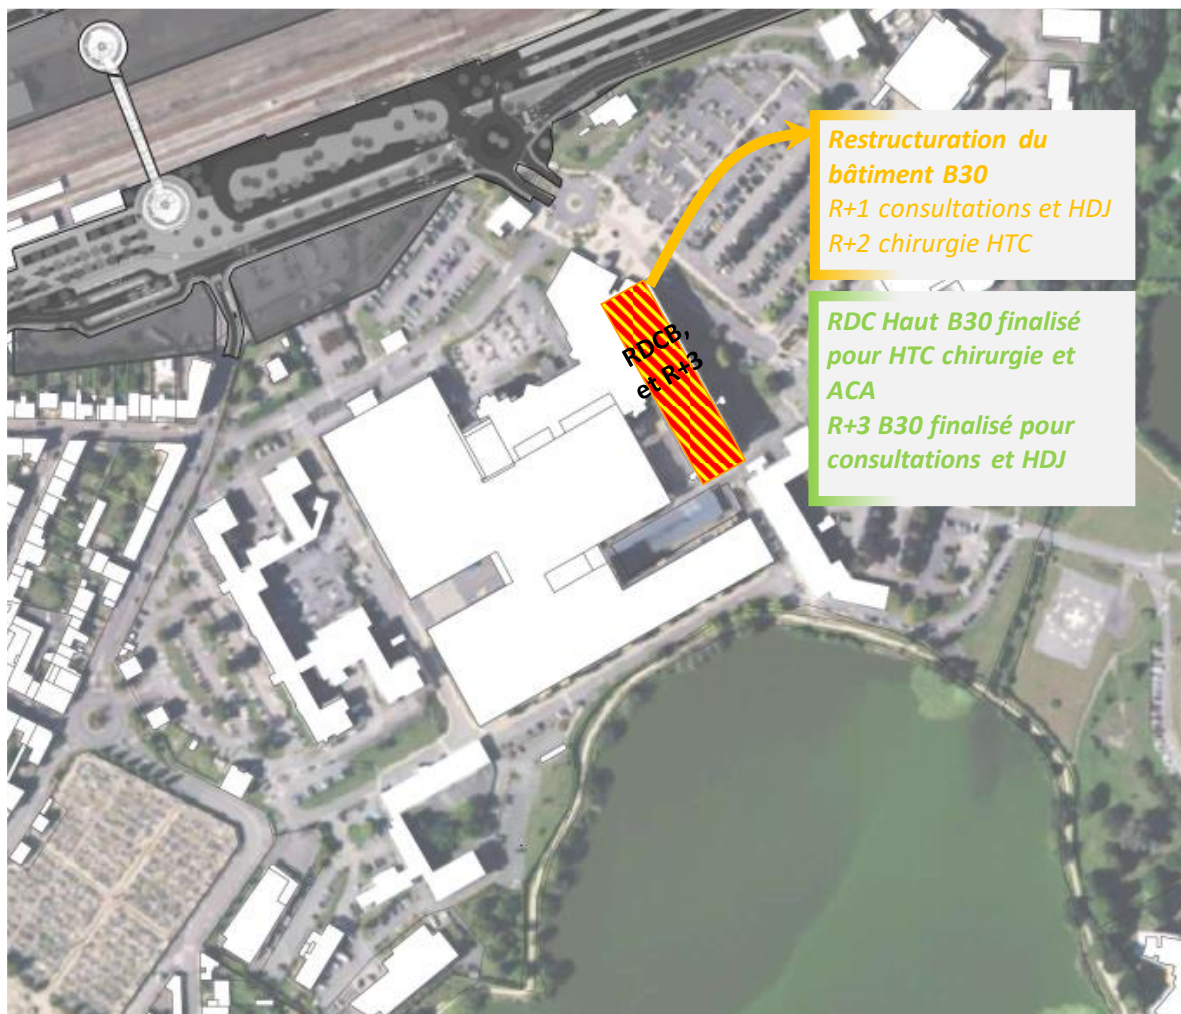 Restructuration du
bâtiment B30
R+1 consultations et HDJ
R+2 chirurgie HTC
RDC Haut B30 finalisé
pour HTC chirurgie et
ACA
R+3 B30 finalisé pour
consultations et HDJ
RDCB,
et R+3